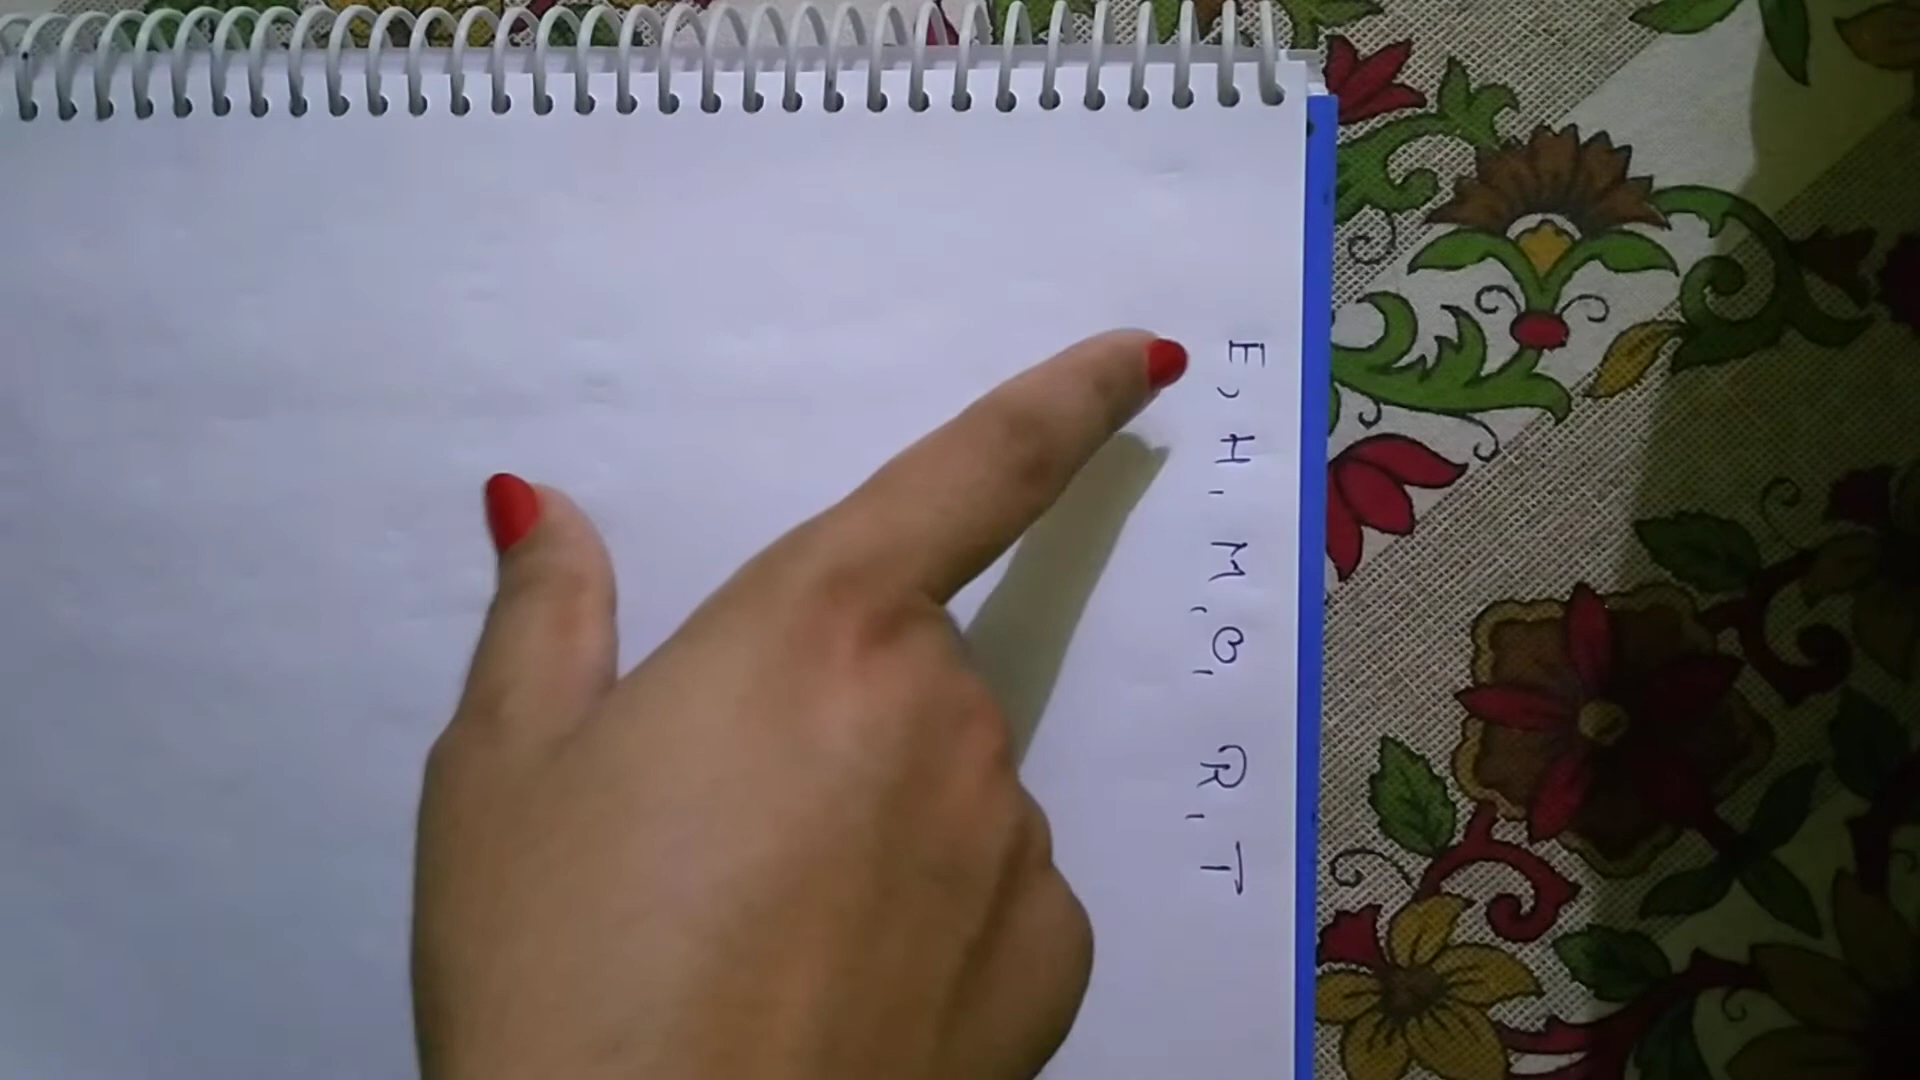 E, H, M, O, R, T